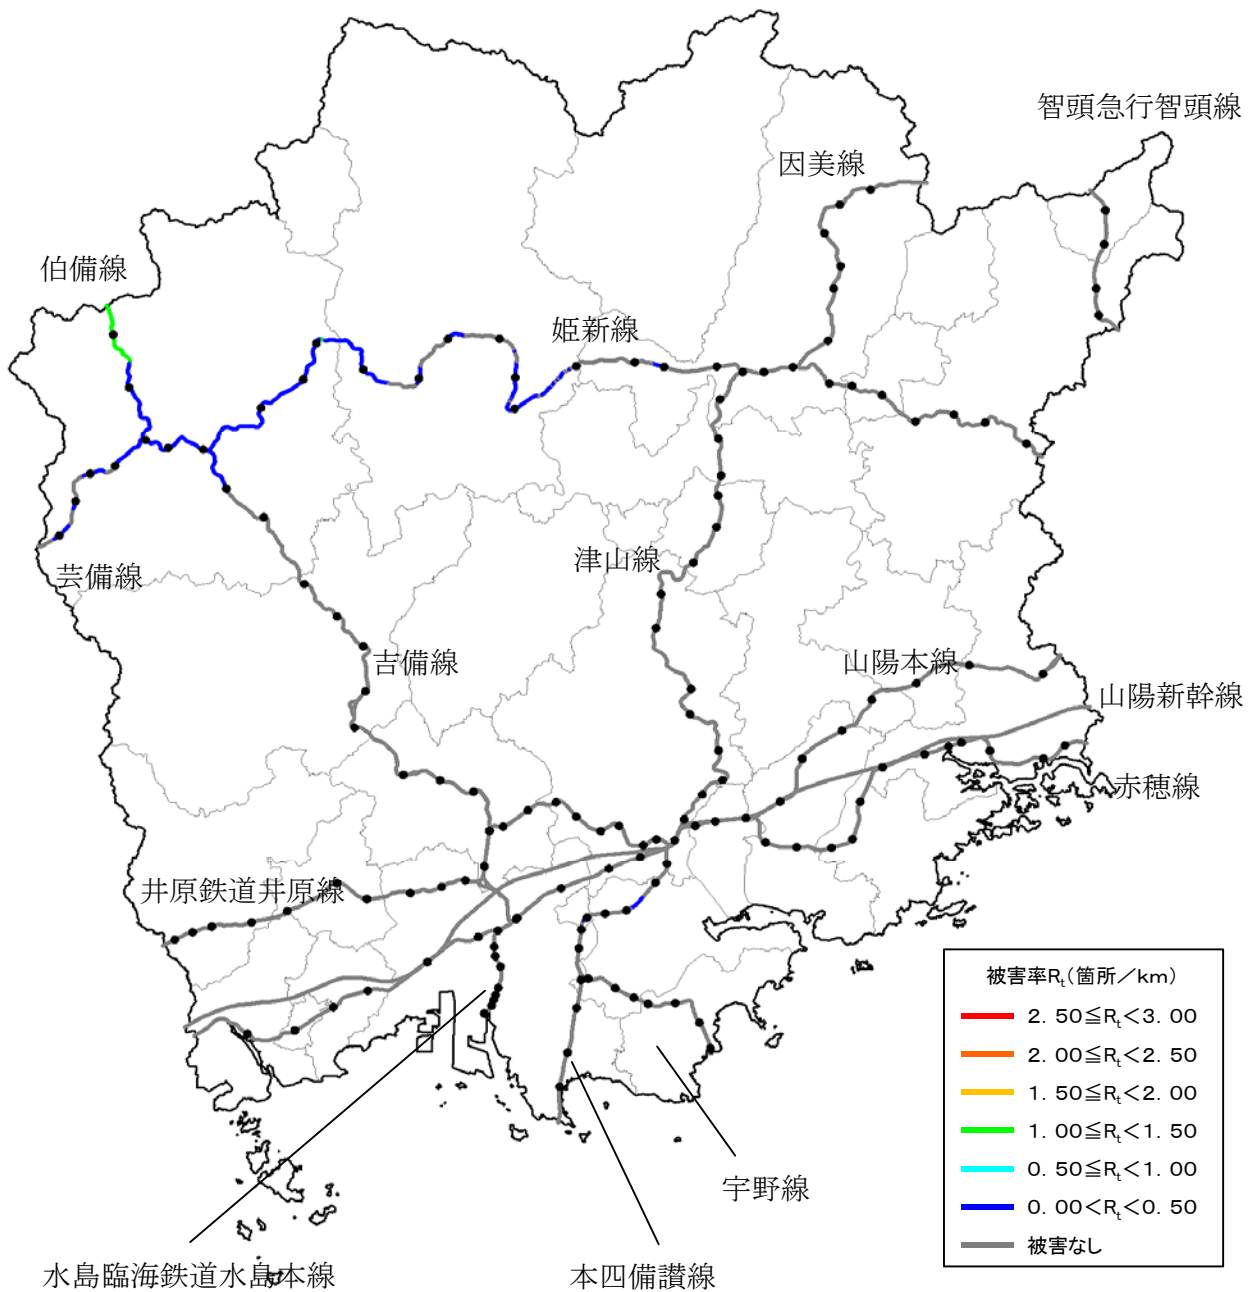 智頭急行智頭線
因美線
伯備線
姫新線
津山線
芸備線
吉備線
山陽本線
山陽新幹線
赤穂線
井原鉄道井原線
被害率Rt(箇所／km)
2．50≦Rt＜3．00
2．00≦Rt＜2．50
1．50≦Rt＜2．00
1．00≦Rt＜1．50
0．50≦Rt＜1．00
0．00＜Rt＜0．50
被害なし
宇野線
水島臨海鉄道水島本線
本四備讃線